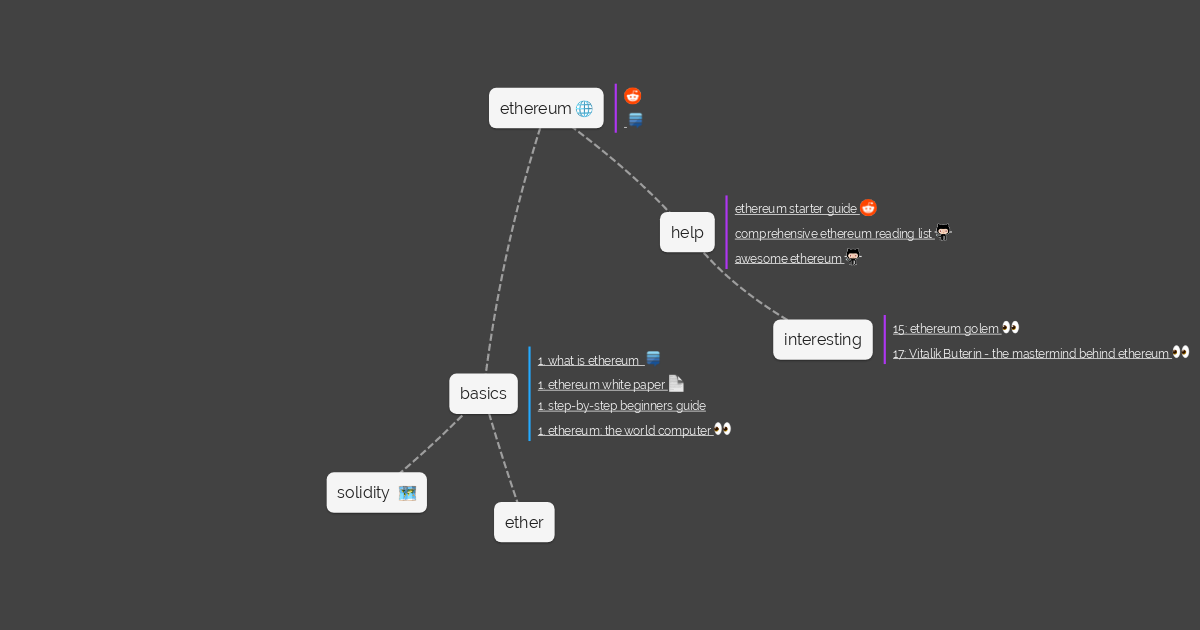 ethereum
help
ethereum starter guide
comprehensive ethereum reading list
awesome ethereum
interesting
15: ethereum golem
17: Vitalik Buterin - the mastermind behind ethereum
basics
1. what is ethereum
1. ethereum white paper
1. step-by-step beginners guide
1. ethereum: the world computer
solidity
ether